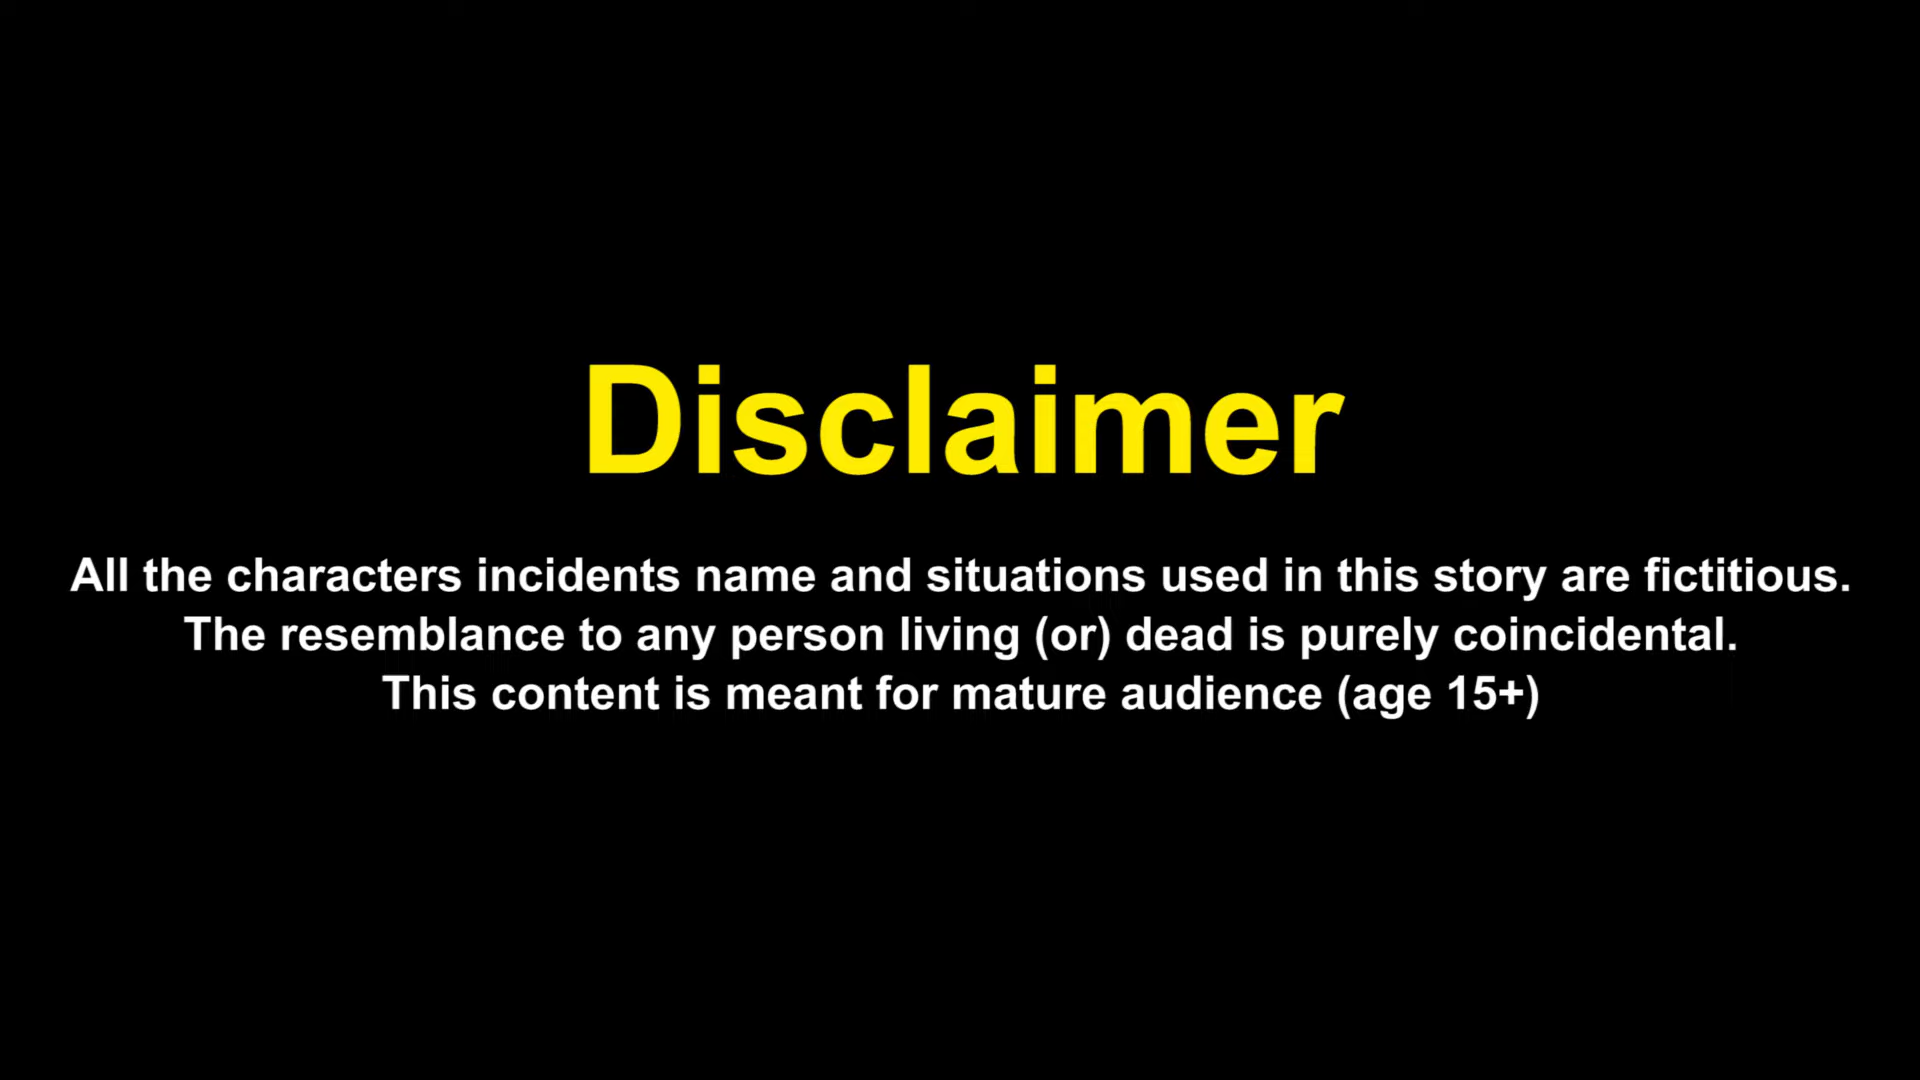 Disclaimer
All the characters incidents name and situations used in this story are fictitious.
The resemblance to any person living (or) dead is purely coincidental.
This content is meant for mature audience (age 15+)